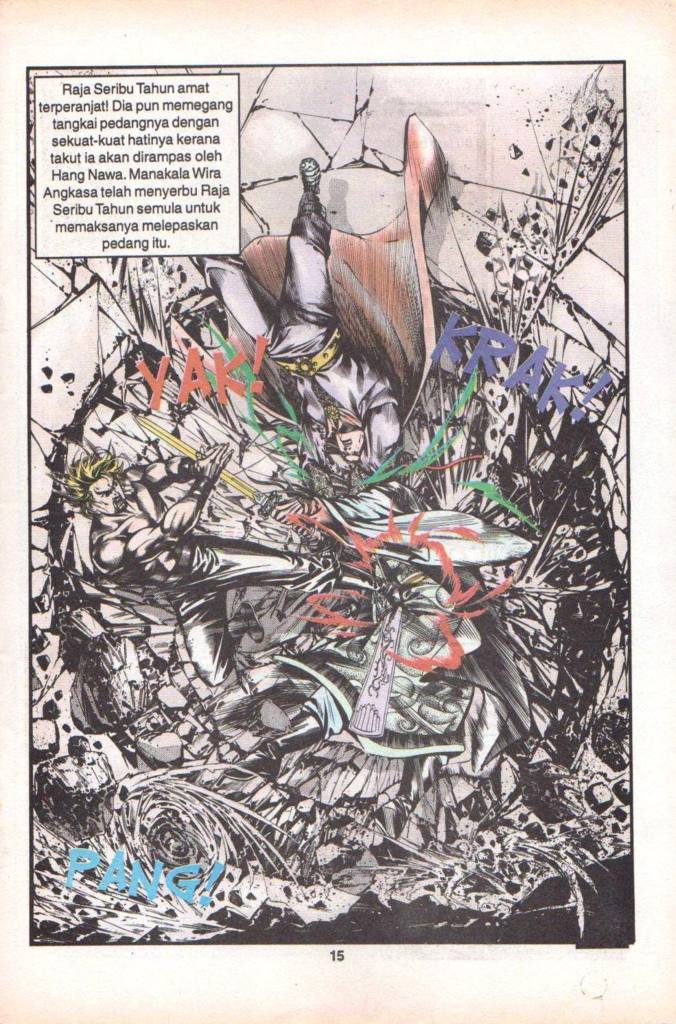 Raja Seribu Tahun amat
terperanjat! Dia pun memegang
tangkai pedangnya dengan
sekuat-kuat hatinya kerana
takut ia akan dirampas oleh
Hang Nawa. Manakala Wira
Angkasa telah menyerbu Raja
Seribu Tahun semula untuk
memaksanya melepaskan
pedang itu.
KRAK!
YAK!
PANG!
15